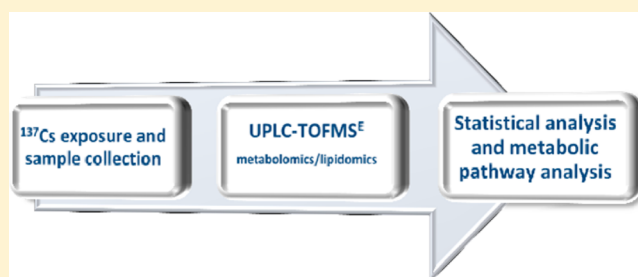 ¹³⁷Cs exposure and
sample collection
UPLC-TOFMSᴱ
metabolomics/lipidomics
Statistical analysis
and metabolic
pathway analysis